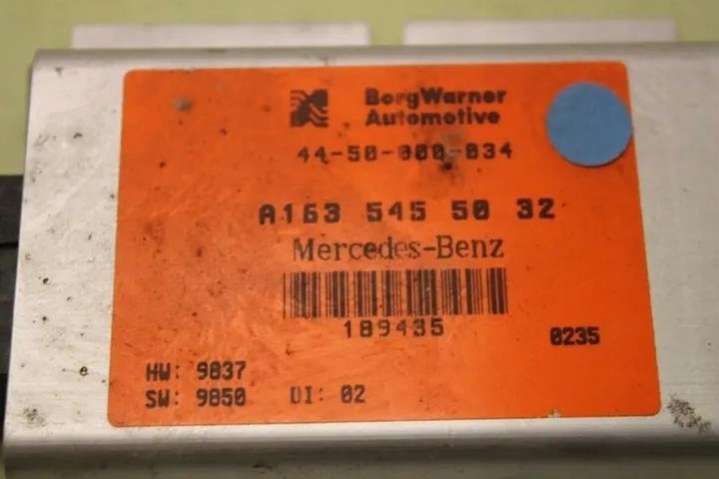 BorgWarner
Automotive
44-50-000-034
A163 545 50 32
Mercedes-Benz
189435
0235
HW: 9837
SW: 9850 DI: 02